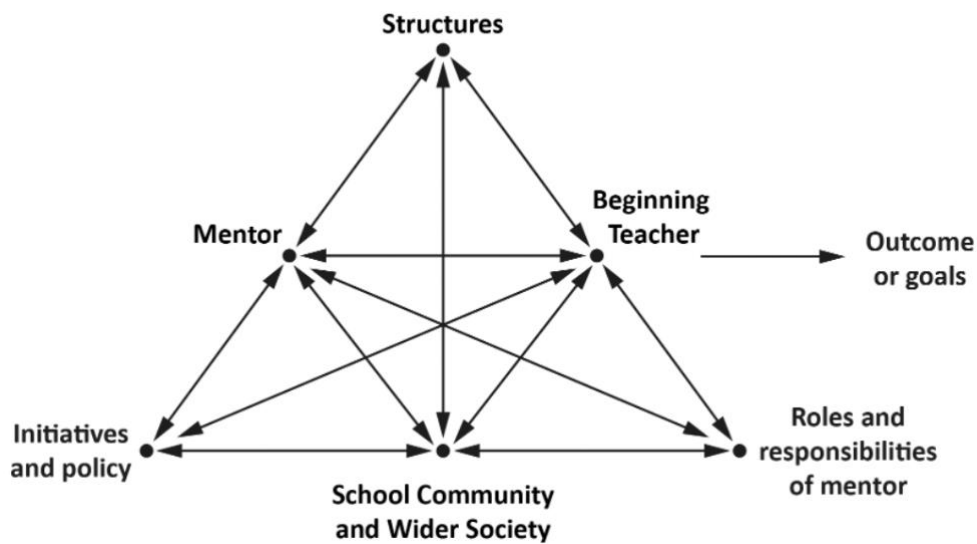 Structures
Mentor
Beginning
Teacher
Outcome
or goals
Initiatives
and policy
School Community
and Wider Society
Roles and
responsibilities
of mentor